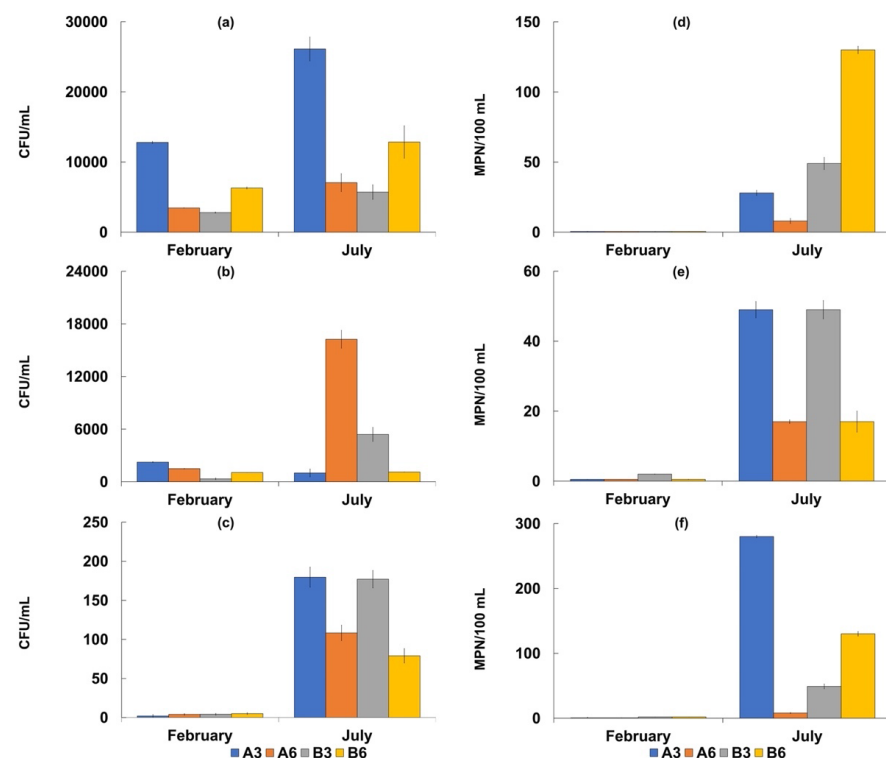 (a)
30000
20000
10000
0
CFU/mL
February
July
(b)
24000
18000
12000
6000
0
CFU/mL
February
July
(c)
250
200
150
100
50
0
CFU/mL
February
July
(d)
150
100
50
0
MPN/100 mL
February
July
(e)
60
40
20
0
MPN/100 mL
February
July
(f)
300
200
100
0
MPN/100 mL
February
July
A3 A6 B3 B6